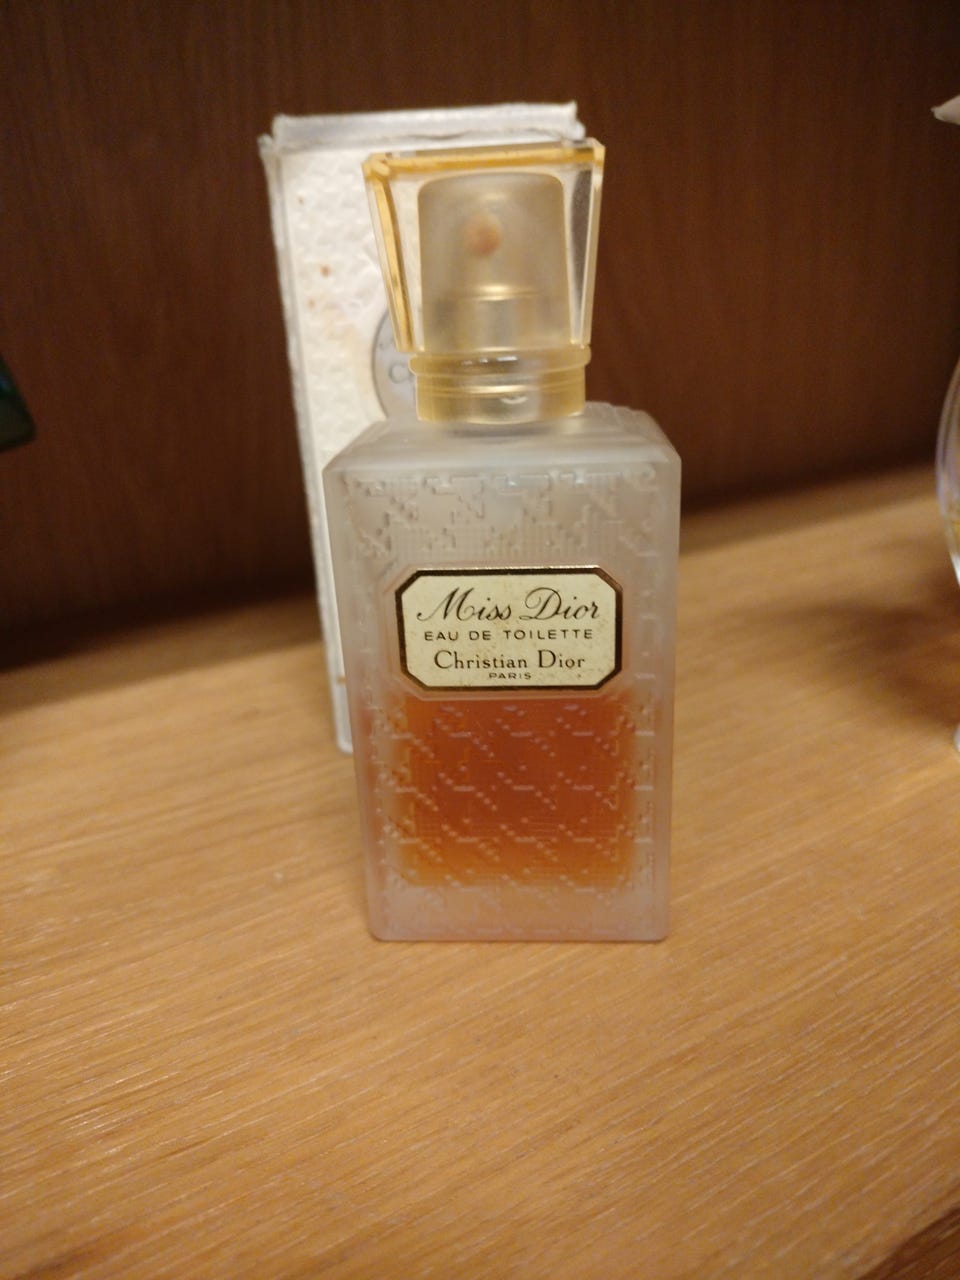 Miss Dior
EAU DE TOILETTE
Christian Dior
PARIS